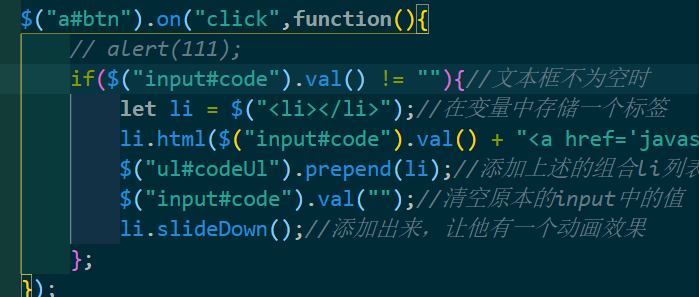 $("a#btn").on("click",function(){
// alert(111);
if($("input#code").val() != ""){//文本框不为空时
let li = $("<li></li>");//在变量中存储一个标签
li.html($("input#code").val() + "<a href='javas
$("ul#codeUl").prepend(li);//添加上述的组合li列表
$("input#code").val("");//清空原本的input中的值
li.slideDown();//添加出来，让他有一个动画效果
};
});